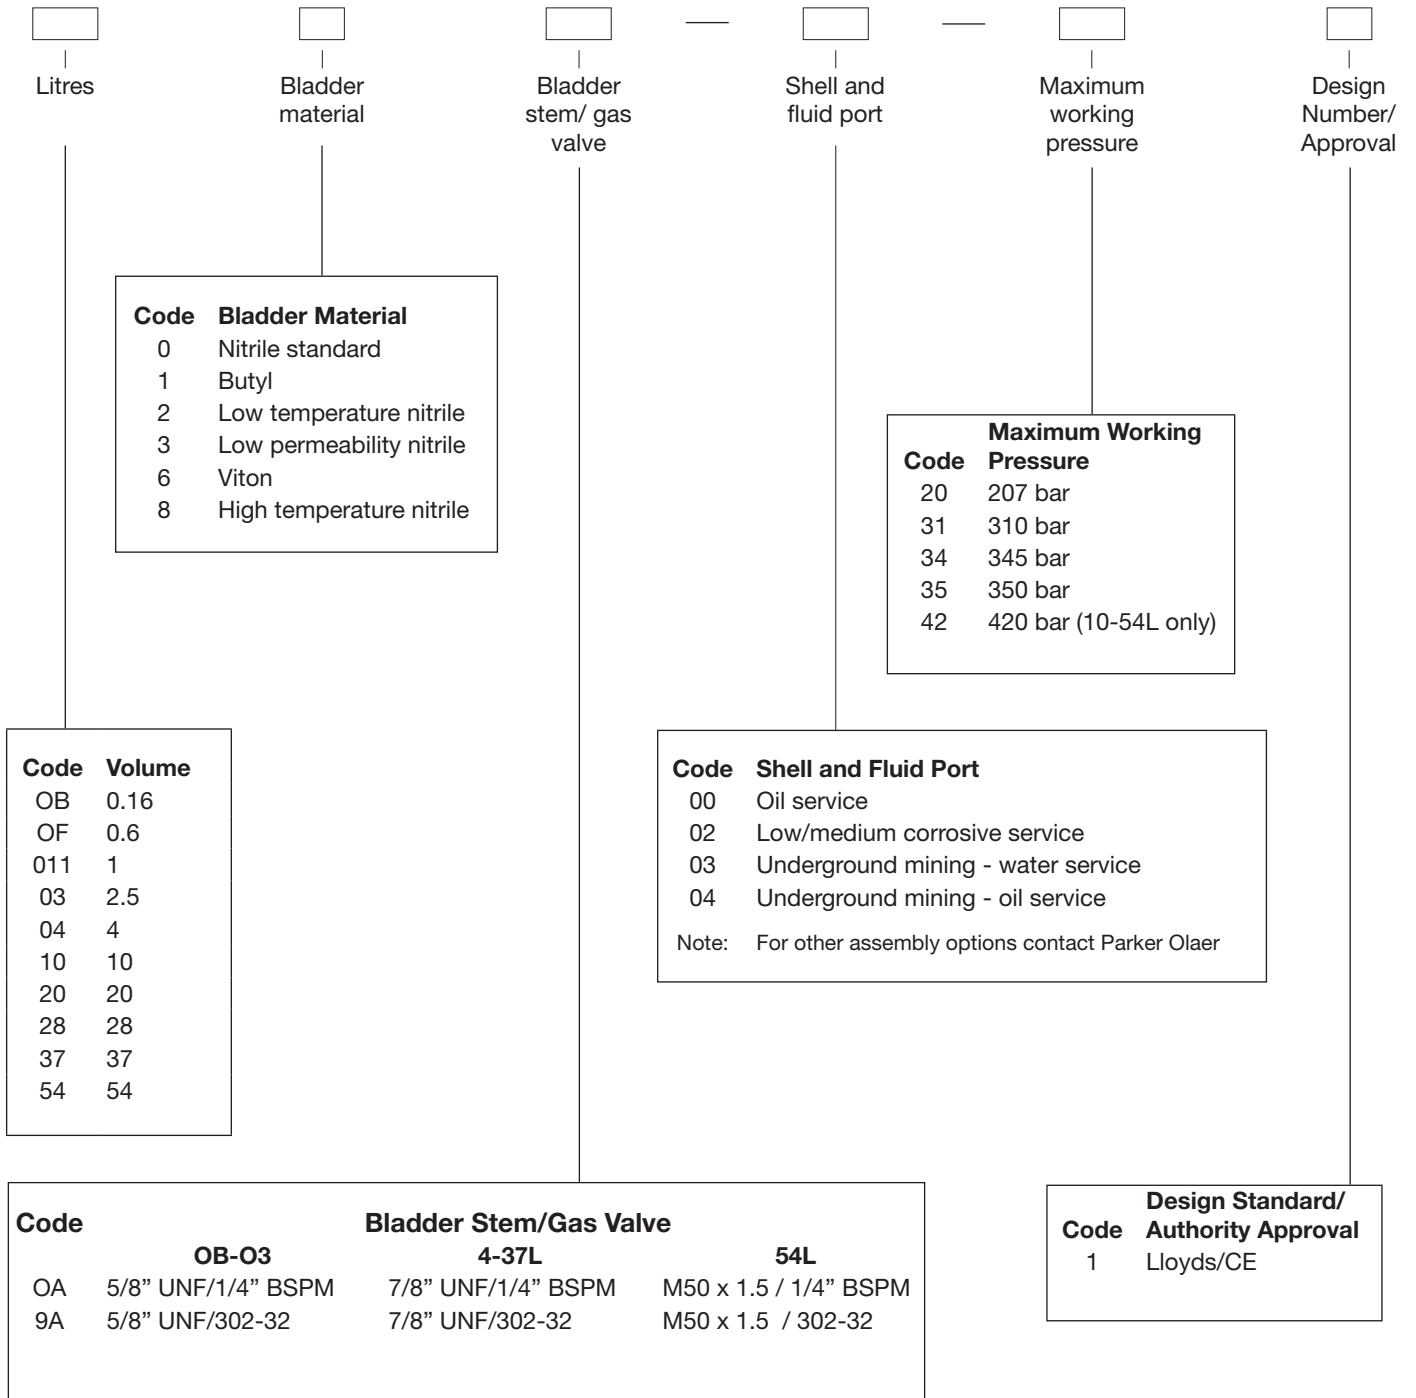 Litres
Bladder
material
Bladder
stem/ gas
valve
Shell and
fluid port
Maximum
working
pressure
Design
Number/
Approval
Code Bladder Material
0 Nitrile standard
1 Butyl
2 Low temperature nitrile
3 Low permeability nitrile
6 Viton
8 High temperature nitrile
Maximum Working
Code Pressure
20 207 bar
31 310 bar
34 345 bar
35 350 bar
42 420 bar (10-54L only)
Code Volume
OB 0.16
OF 0.6
011 1
03 2.5
04 4
10 10
20 20
28 28
37 37
54 54
Code Shell and Fluid Port
00 Oil service
02 Low/medium corrosive service
03 Underground mining - water service
04 Underground mining - oil service
Note: For other assembly options contact Parker Olaer
Code Bladder Stem/Gas Valve
OB-O3 4-37L 54L
OA 5/8” UNF/1/4” BSPM 7/8” UNF/1/4” BSPM M50 x 1.5 / 1/4” BSPM
9A 5/8” UNF/302-32 7/8” UNF/302-32 M50 x 1.5 / 302-32
Design Standard/
Code Authority Approval
1 Lloyds/CE